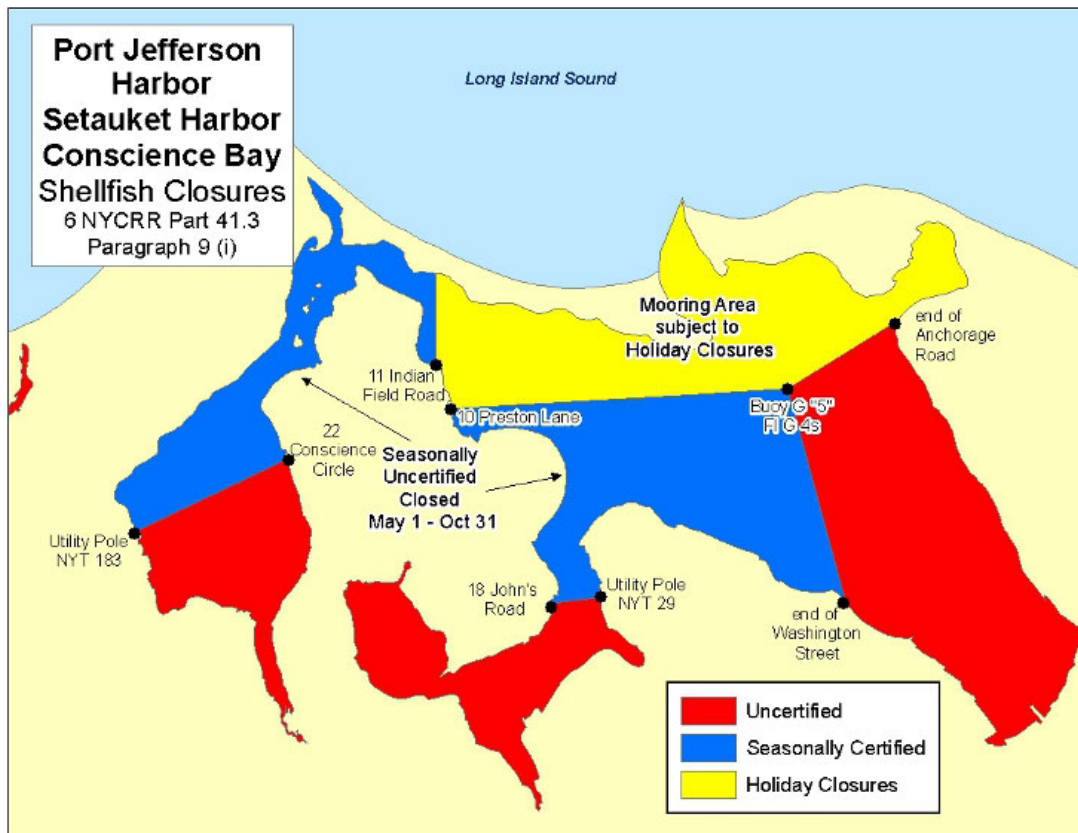 Port Jefferson
Harbor
Setauket Harbor
Conscience Bay
Shellfish Closures
6 NYCRR Part 41.3
Paragraph 9 (i)
Long Island Sound
Mooring Area
subject to
Holiday Closures
end of
Anchorage
Road
11 Indian
Field Road
10 Preston Lane
Buoy G "5"
Fl G 4s
22
Conscience
Circle
Seasonally
Uncertified
Closed
May 1 - Oct 31
Utility Pole
NYT 183
18 John's
Road
Utility Pole
NYT 29
end of
Washington
Street
Uncertified
Seasonally Certified
Holiday Closures